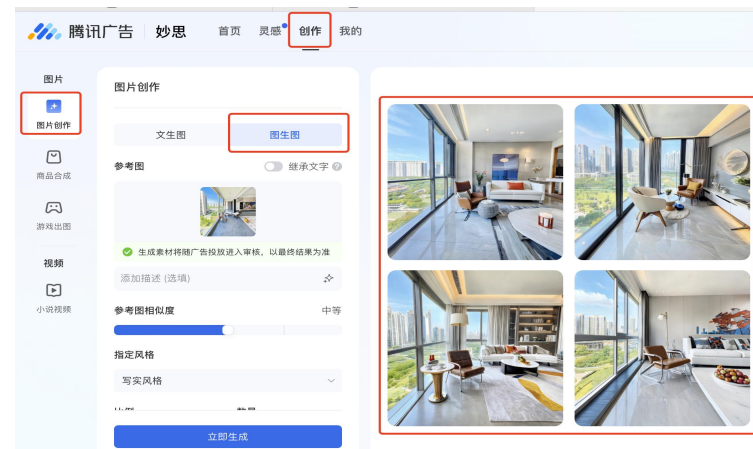 腾讯广告 妙思 首页 灵感 创作 我的
图片
图片创作
商品合成
游戏出图
视频
小说视频
图片创作
文生图 图生图
参考图 继承文字
生成素材将随广告投放进入审核，以最终结果为准
添加描述 (选填)
参考图相似度 中等
指定风格
写实风格
立即生成